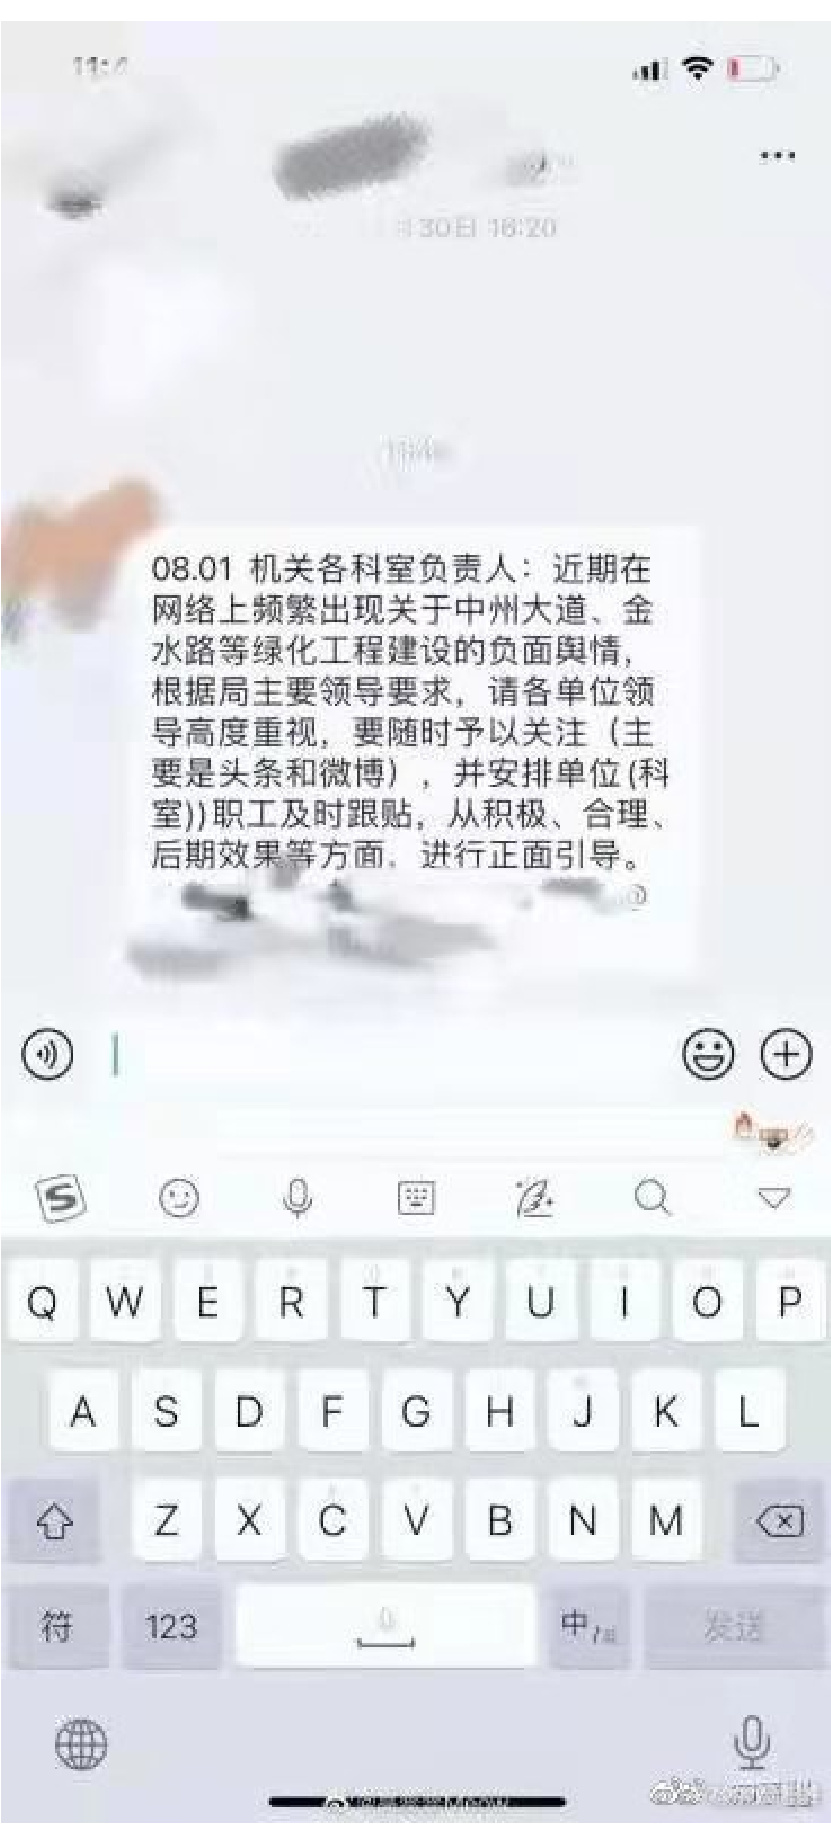 30日 16:20
08.01 机关各科室负责人：近期在
网络上频繁出现关于中州大道、金
水路等绿化工程建设的负面舆情，
根据局主要领导要求，请各单位领
导高度重视，要随时予以关注（主
要是头条和微博），并安排单位(科
室))职工及时跟贴，从积极、合理、
后期效果等方面，进行正面引导。
Q W E R T Y U I O P
A S D F G H J K L
Z X C V B N M
符 123 中 发送